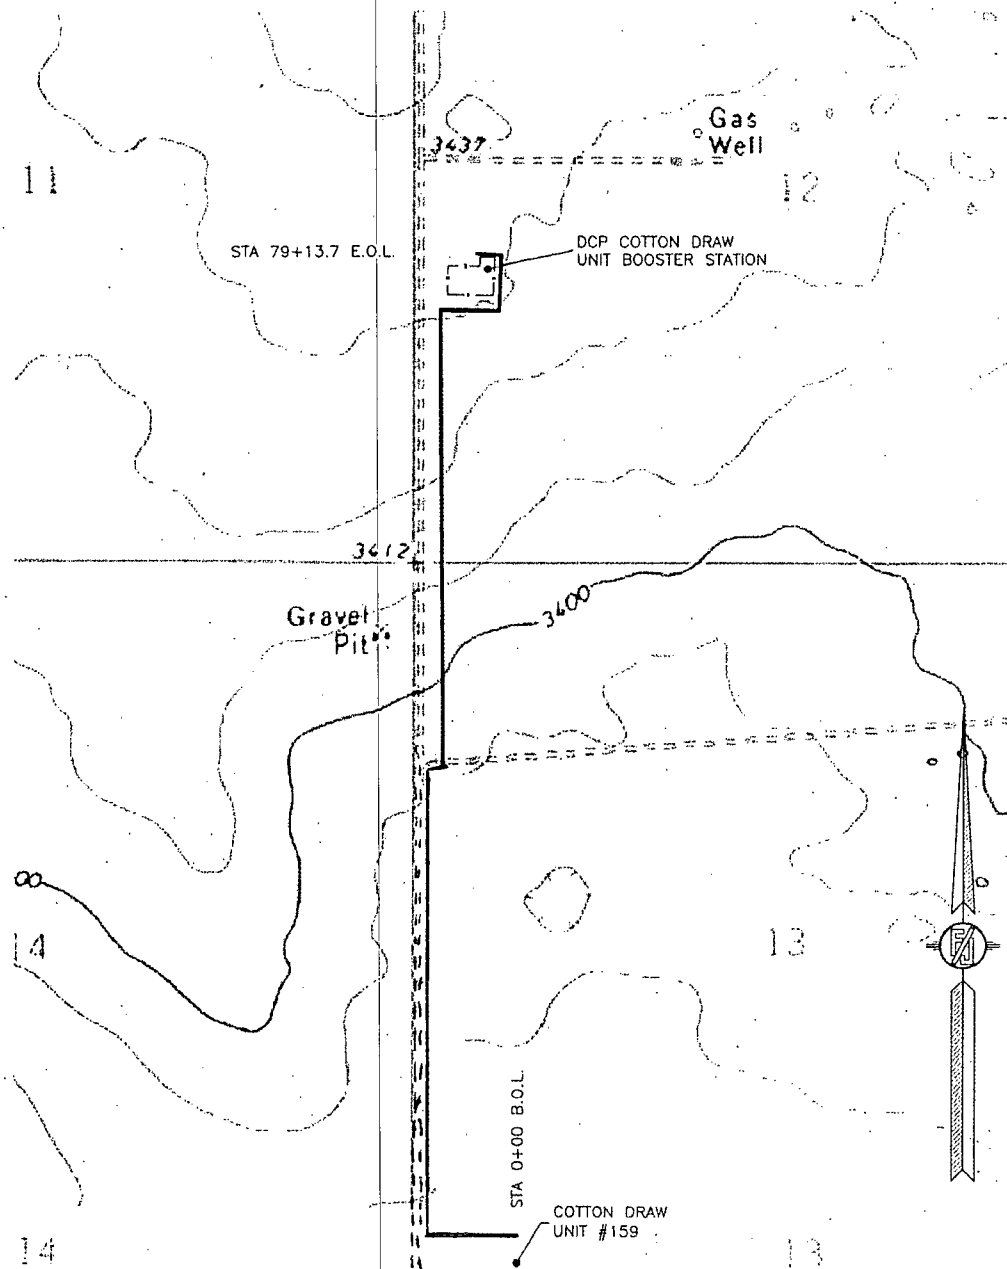 Gas
Well
3437
11
12
STA 79+13.7 E.O.L.
DCP COTTON DRAW
UNIT BOOSTER STATION
3412
3400
Gravel
Pit
00
14
13
STA 0+00 B.O.L.
COTTON DRAW
UNIT #159
14
13